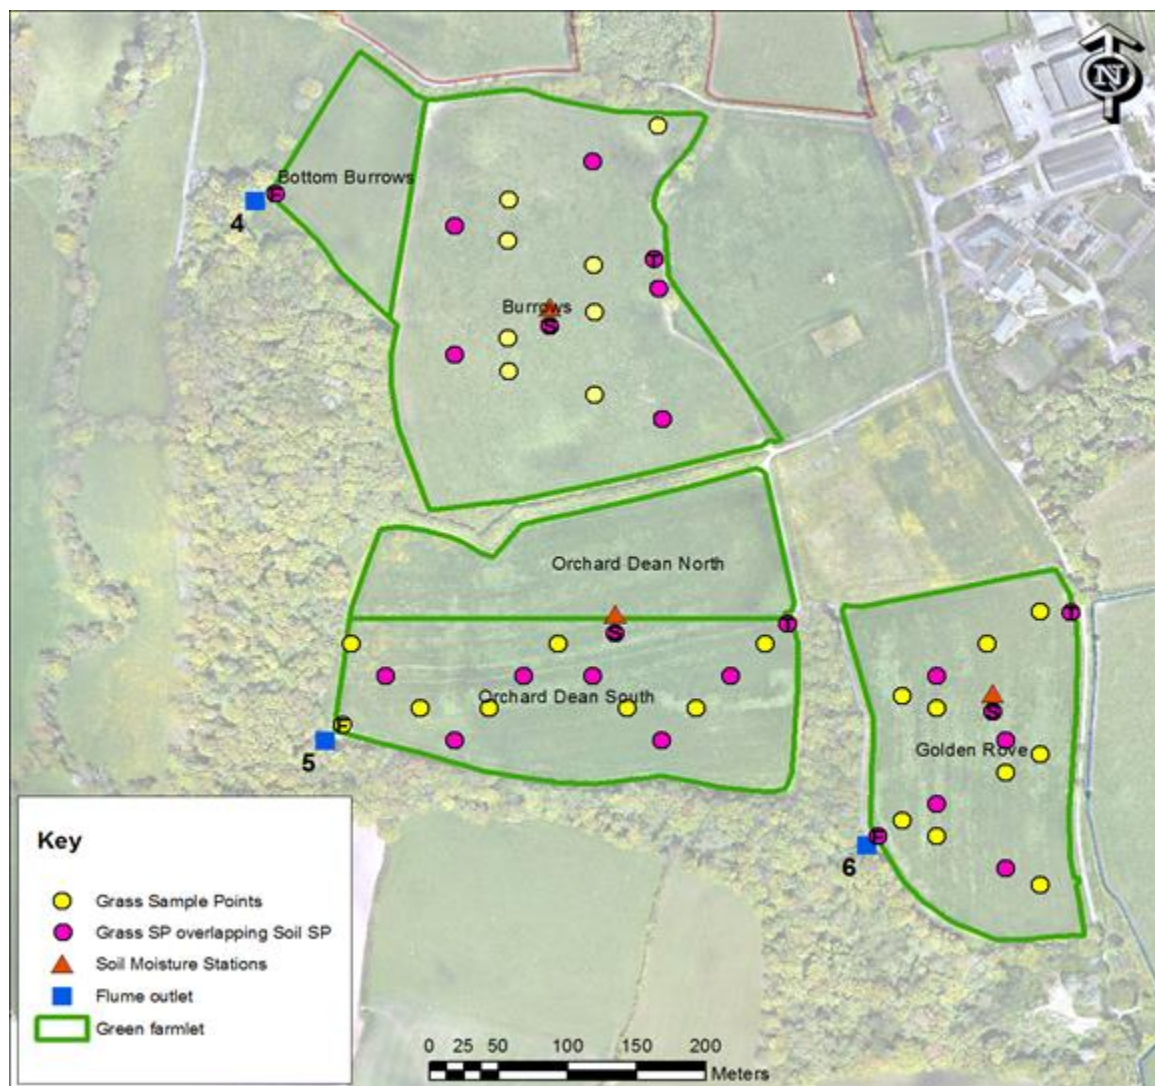 N
Bottom Burrows
4
T
Burrows
S
Orchard Dean North
S
T
T
Orchard Dean South
F
5
S
Golden Rove
F
6
Key
Grass Sample Points
Grass SP overlapping Soil SP
Soil Moisture Stations
Flume outlet
Green farmlet
0 25 50 100 150 200
Meters